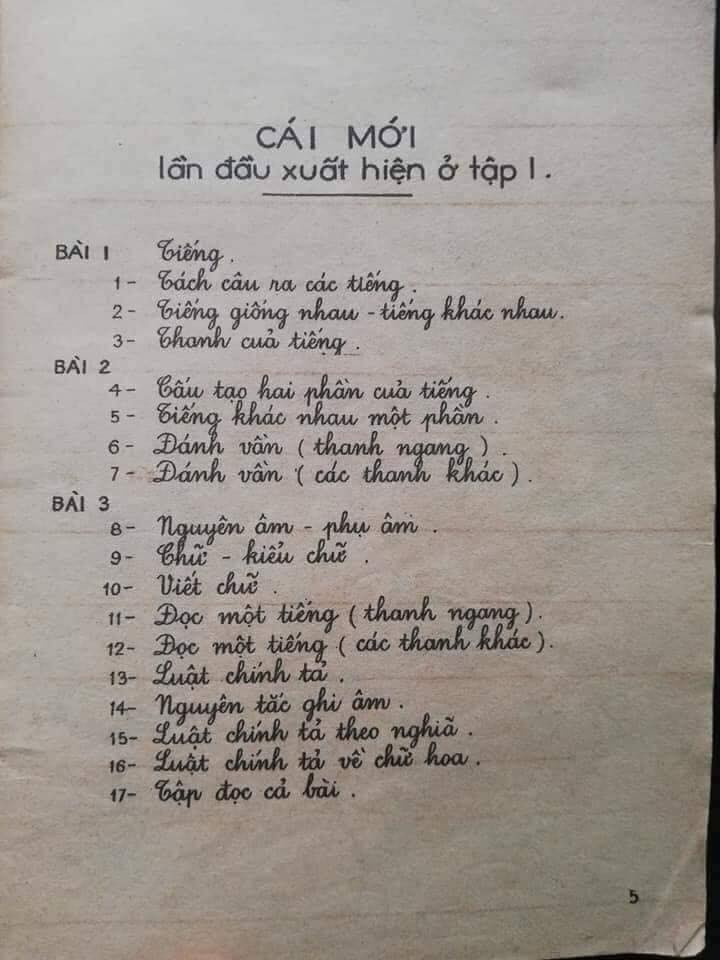 CÁI MỚI
lần đầu xuất hiện ở tập 1.
BÀI 1 Tiếng.
1- Tách câu ra các tiếng.
2- Tiếng giống nhau - tiếng khác nhau.
3- Thanh cuả tiếng.
BÀI 2
4- Cấu tạo hai phần cuả tiếng.
5- Tiếng khác nhau một phần.
6- Đánh vần (thanh ngang).
7- Đánh vần (các thanh khác).
BÀI 3
8- Nguyên âm - phụ âm.
9- Chữ - kiểu chữ.
10- Viết chữ.
11- Đọc một tiếng (thanh ngang).
12- Đọc một tiếng (các thanh khác).
13- Luật chính tả.
14- Nguyên tắc ghi âm.
15- Luật chính tả theo nghiã.
16- Luật chính tả về chữ hoa.
17- Tập đọc cả bài.
5